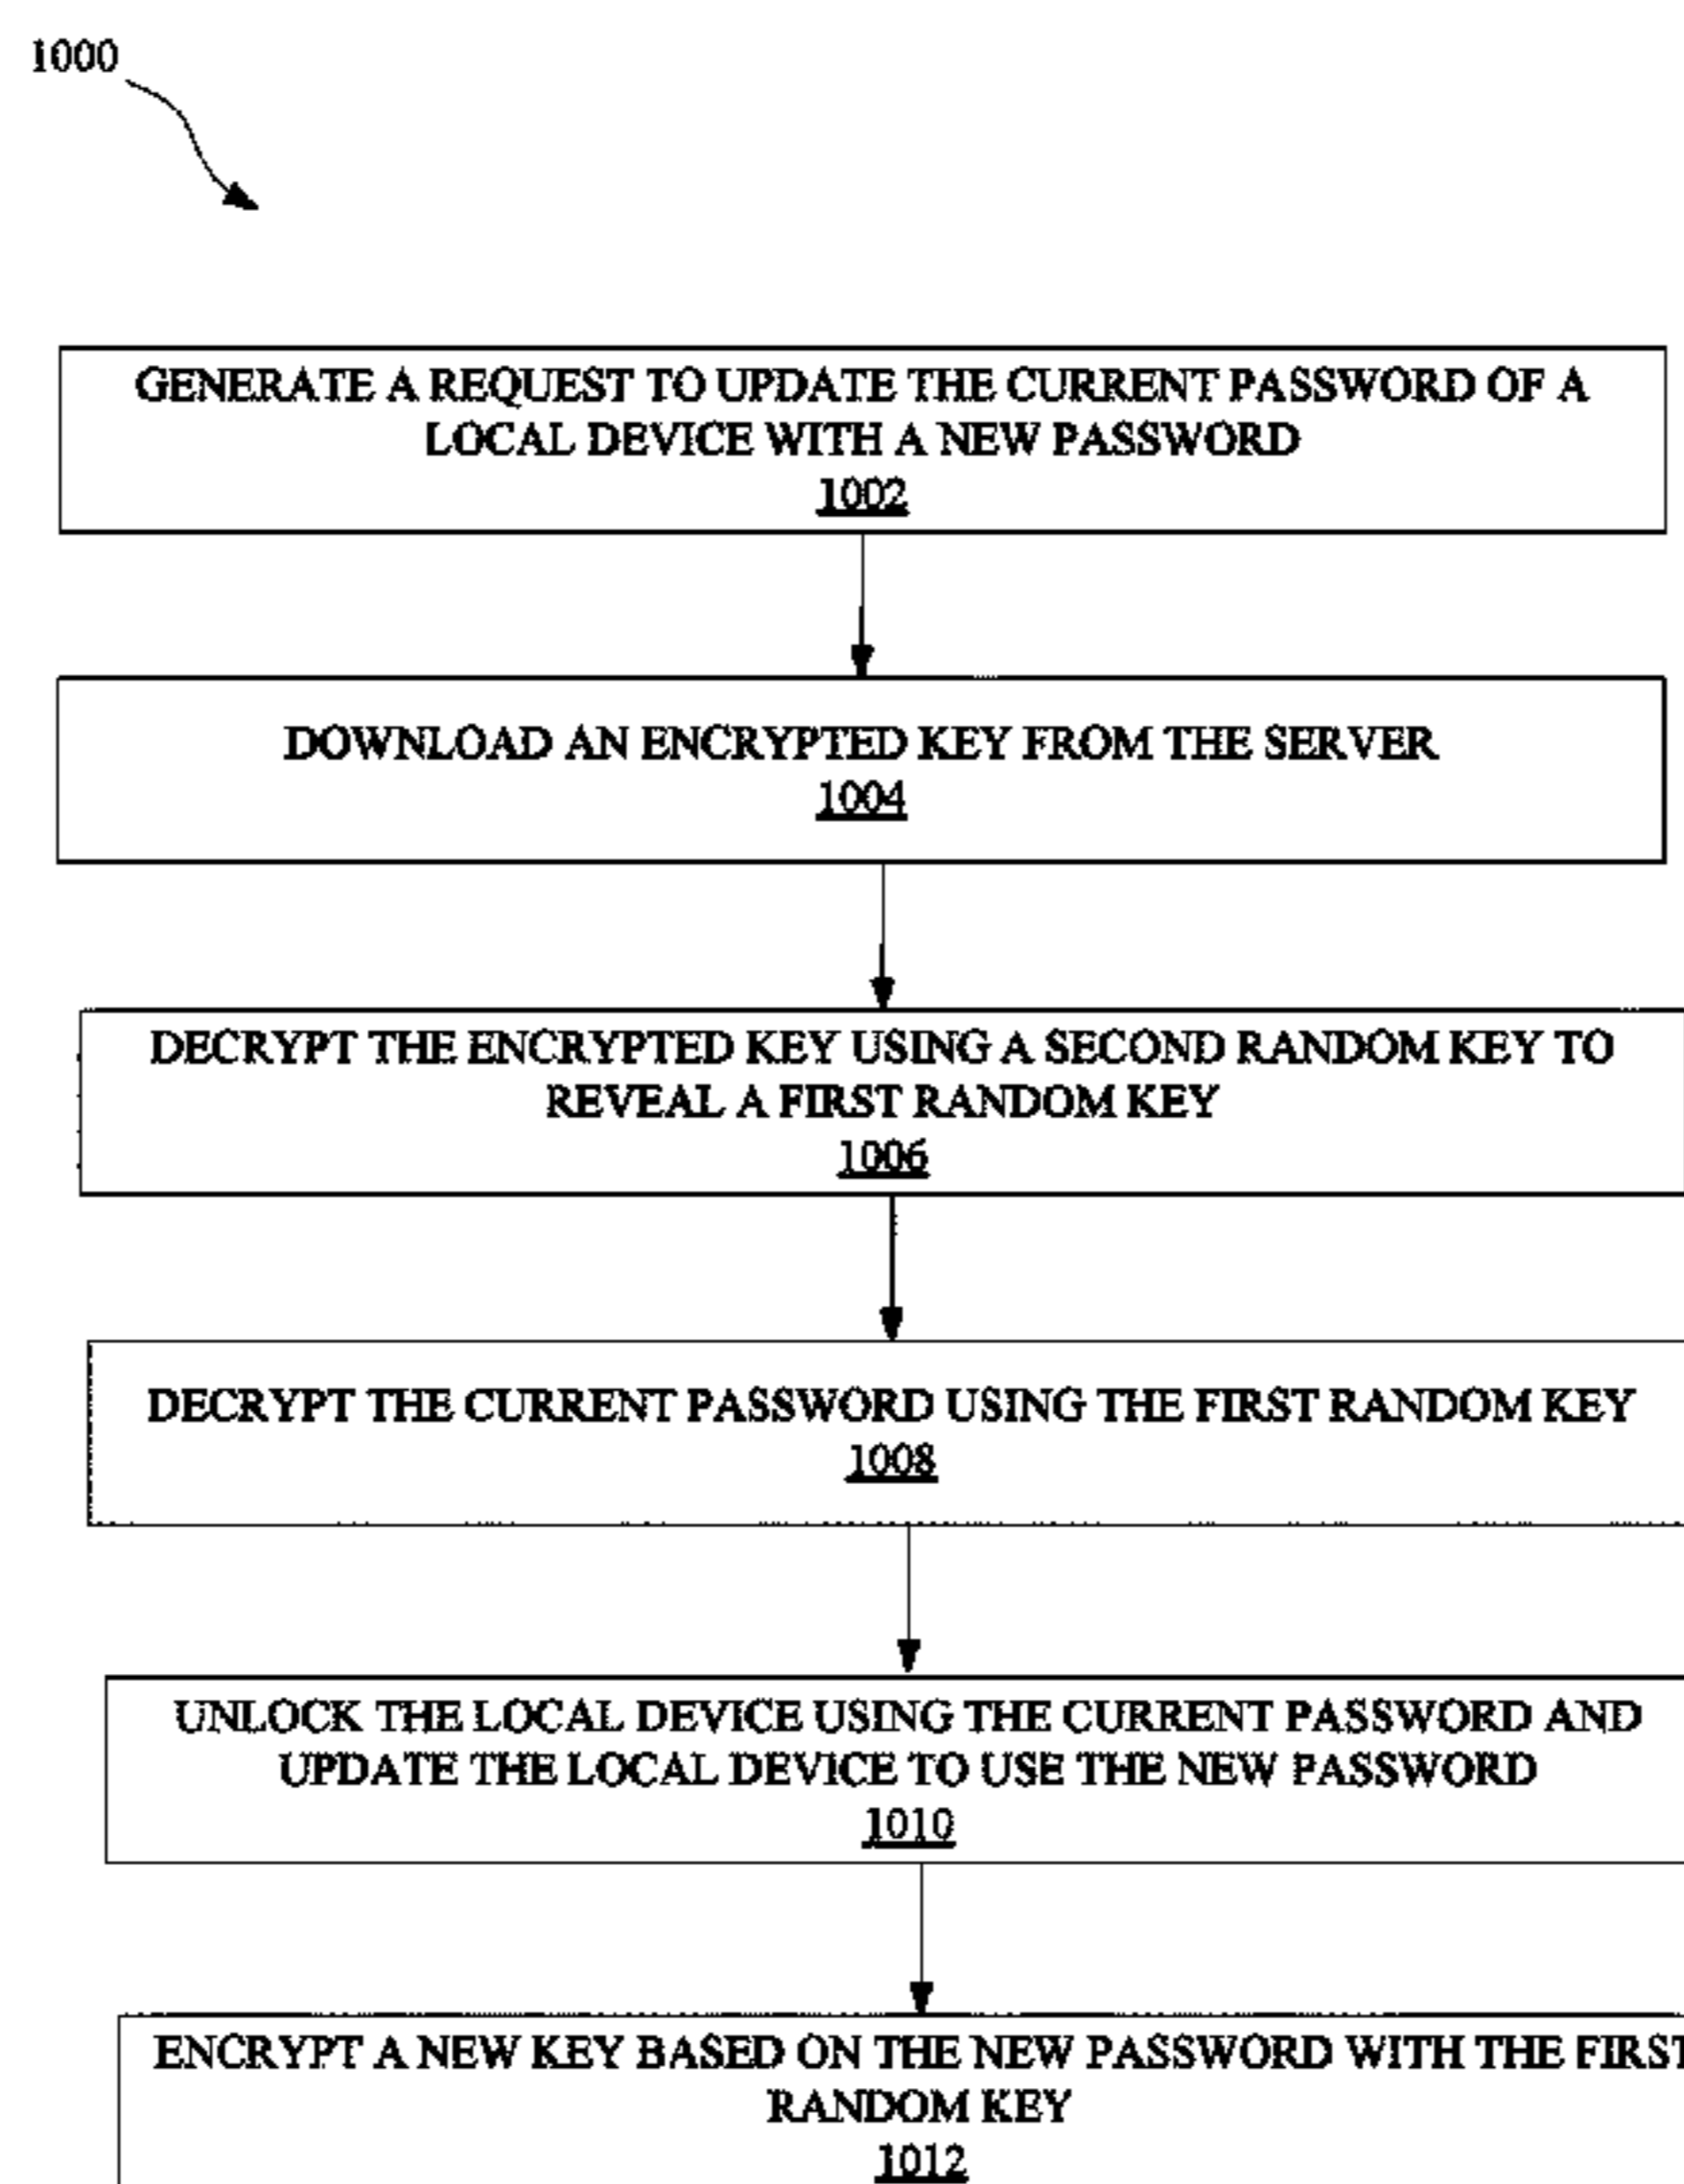 1000
GENERATE A REQUEST TO UPDATE THE CURRENT PASSWORD OF A
LOCAL DEVICE WITH A NEW PASSWORD
1002
DOWNLOAD AN ENCRYPTED KEY FROM THE SERVER
1004
DECRYPT THE ENCRYPTED KEY USING A SECOND RANDOM KEY TO
REVEAL A FIRST RANDOM KEY
1006
DECRYPT THE CURRENT PASSWORD USING THE FIRST RANDOM KEY
1008
UNLOCK THE LOCAL DEVICE USING THE CURRENT PASSWORD AND
UPDATE THE LOCAL DEVICE TO USE THE NEW PASSWORD
1010
ENCRYPT A NEW KEY BASED ON THE NEW PASSWORD WITH THE FIRST
RANDOM KEY
1012